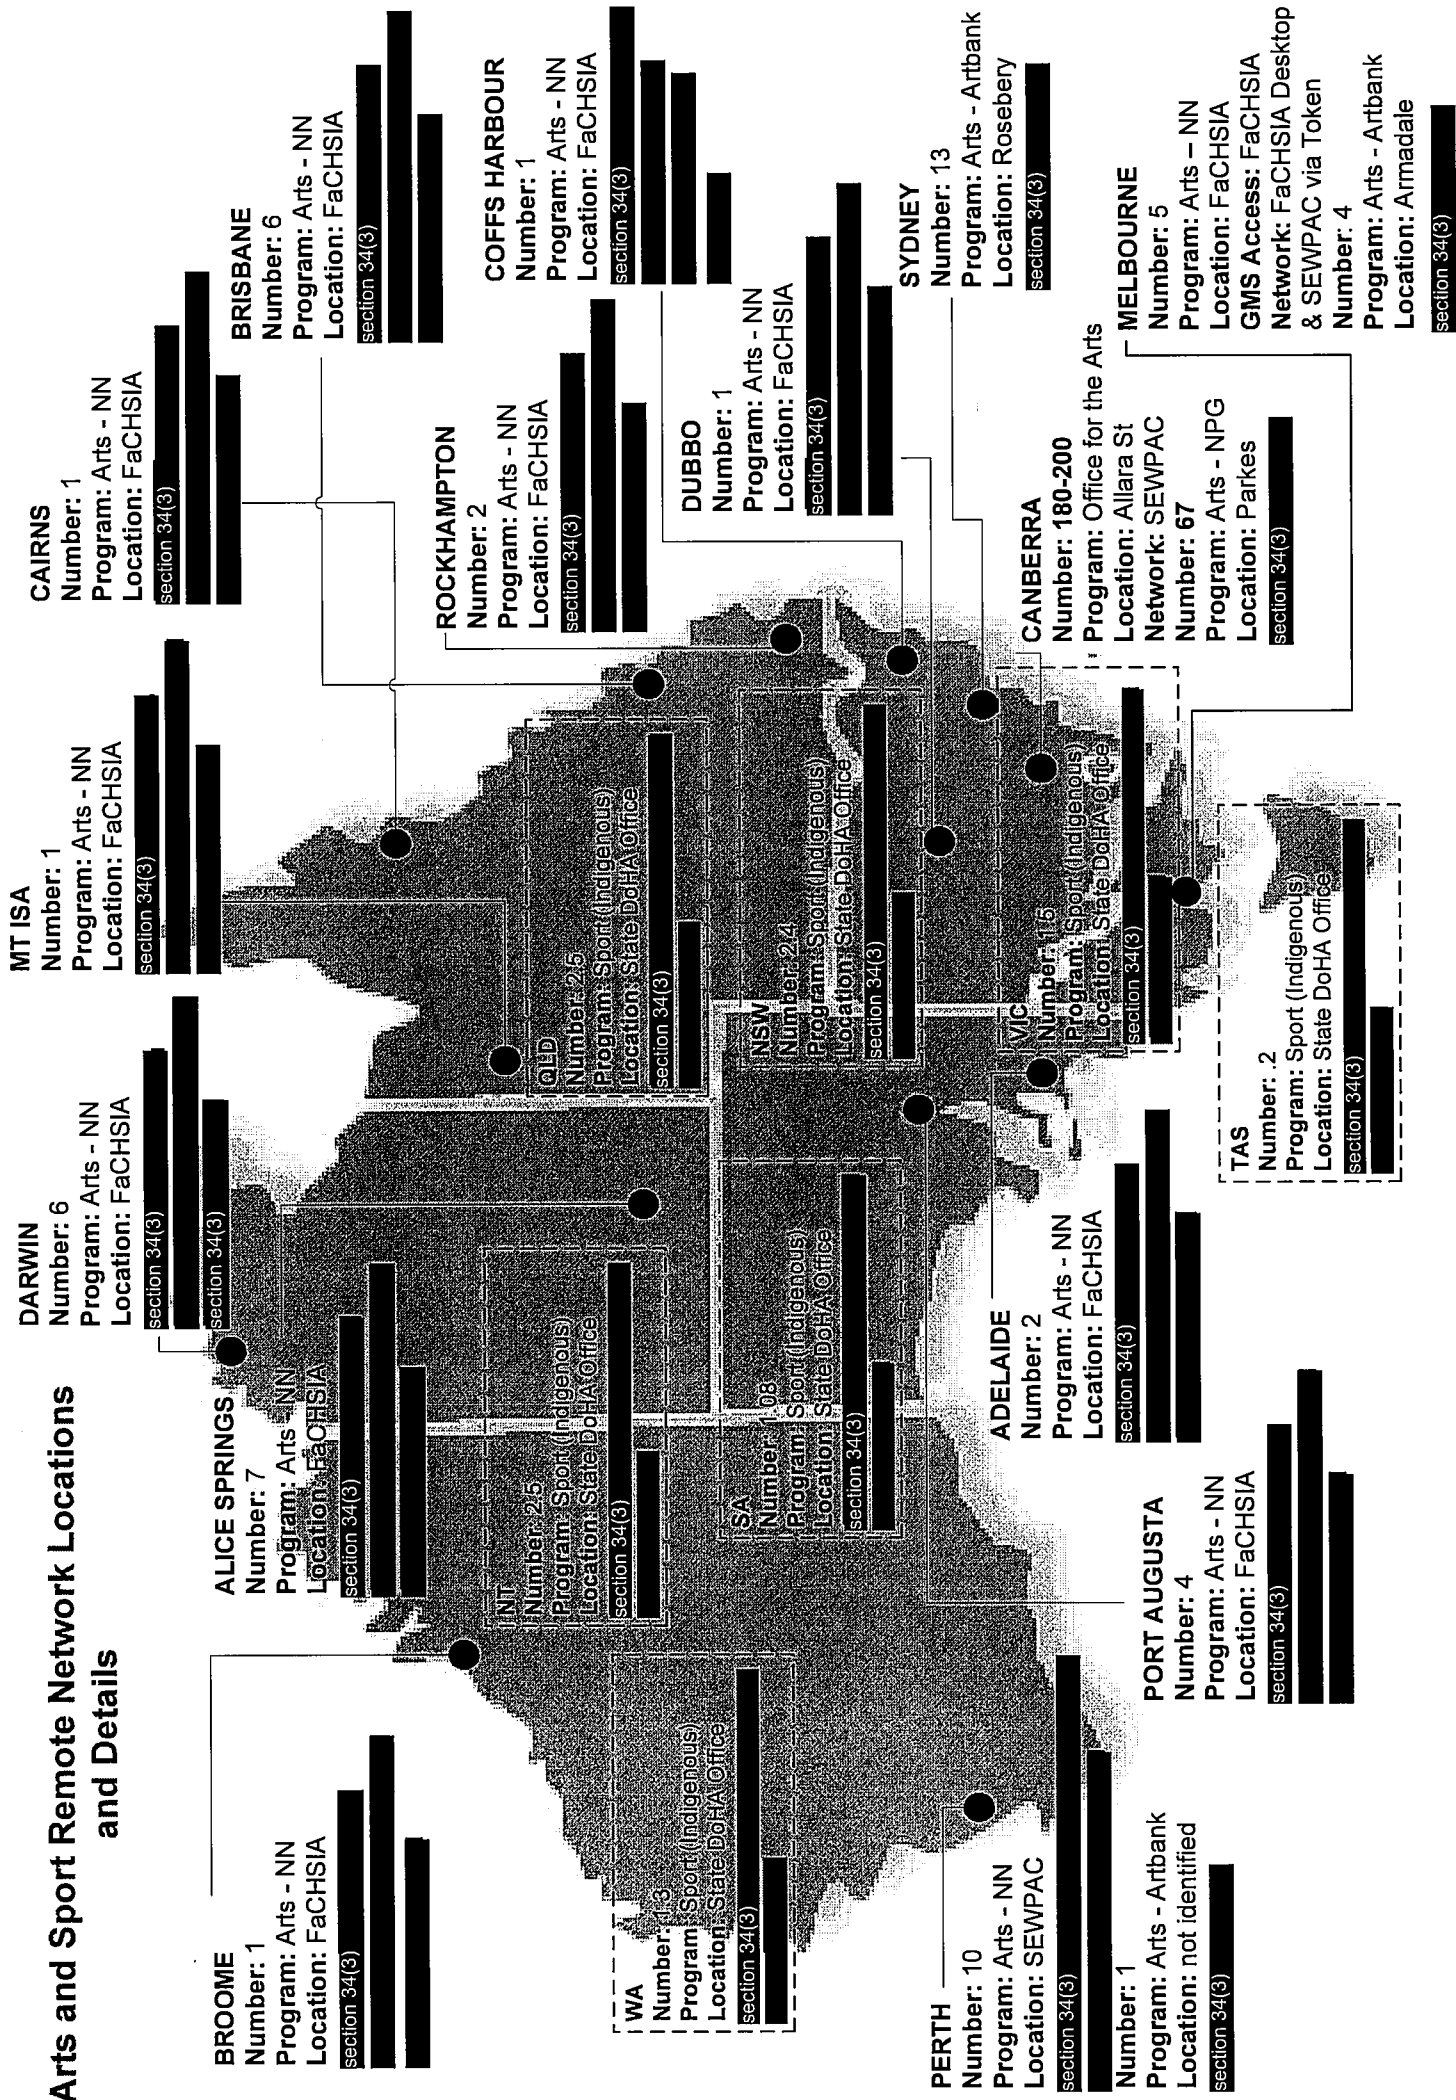 Arts and Sport Remote Network Locations
and Details
BROOME
Number: 1
Program: Arts - NN
Location: FaCHSIA
section 34(3)
ALICE SPRINGS
Number: 7
Program: Arts - NN
Location: FaCHSIA
section 34(3)
DARWIN
Number: 6
Program: Arts - NN
Location: FaCHSIA
section 34(3)
section 34(3)
MT ISA
Number: 1
Program: Arts - NN
Location: FaCHSIA
section 34(3)
CAIRNS
Number: 1
Program: Arts - NN
Location: FaCHSIA
section 34(3)
BRISBANE
Number: 6
Program: Arts - NN
Location: FaCHSIA
section 34(3)
ROCKHAMPTON
Number: 2
Program: Arts - NN
Location: FaCHSIA
section 34(3)
COFFS HARBOUR
Number: 1
Program: Arts - NN
Location: FaCHSIA
section 34(3)
DUBBO
Number: 1
Program: Arts - NN
Location: FaCHSIA
section 34(3)
SYDNEY
Number: 13
Program: Arts - Artbank
Location: Rosebery
section 34(3)
CANBERRA
Number: 180-200
Program: Office for the Arts
Location: Allara St
Network: SEWPAC
Number: 67
Program: Arts - NPG
Location: Parkes
section 34(3)
MELBOURNE
Number: 5
Program: Arts – NN
Location: FaCHSIA
GMS Access: FaCHSIA
Network: FaCHSIA Desktop
& SEWPAC via Token
Number: 4
Program: Arts - Artbank
Location: Armadale
section 34(3)
WA
Number: 1.3
Program: Sport (Indigenous)
Location: State DoHA Office
section 34(3)
NT
Number: 2.5
Program: Sport (Indigenous)
Location: State DoHA Office
section 34(3)
QLD
Number: 2.5
Program: Sport (Indigenous)
Location: State DoHA Office
section 34(3)
SA
Number: 1.08
Program: Sport (Indigenous)
Location: State DoHA Office
section 34(3)
NSW
Number: 2.4
Program: Sport (Indigenous)
Location: State DoHA Office
section 34(3)
VIC
Number: 1.5
Program: Sport (Indigenous)
Location: State DoHA Office
section 34(3)
TAS
Number: .2
Program: Sport (Indigenous)
Location: State DoHA Office
section 34(3)
PERTH
Number: 10
Program: Arts - NN
Location: SEWPAC
section 34(3)
Number: 1
Program: Arts - Artbank
Location: not identified
section 34(3)
PORT AUGUSTA
Number: 4
Program: Arts - NN
Location: FaCHSIA
section 34(3)
ADELAIDE
Number: 2
Program: Arts - NN
Location: FaCHSIA
section 34(3)